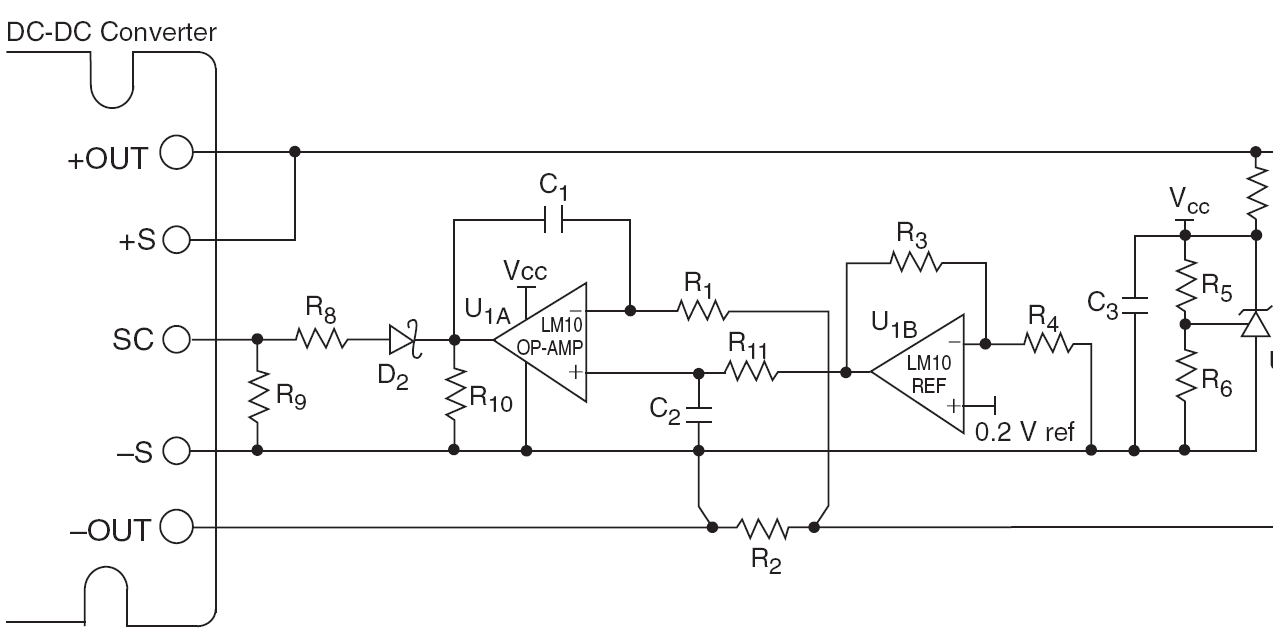 DC-DC Converter
+OUT
+S
SC
–S
–OUT
R8
R9
D2
C1
Vcc
U1A
LM10
OP-AMP
–
+
R10
R1
R11
C2
R2
R3
U1B
LM10
REF
–
+
0.2 V ref
R4
Vcc
C3
R5
R6